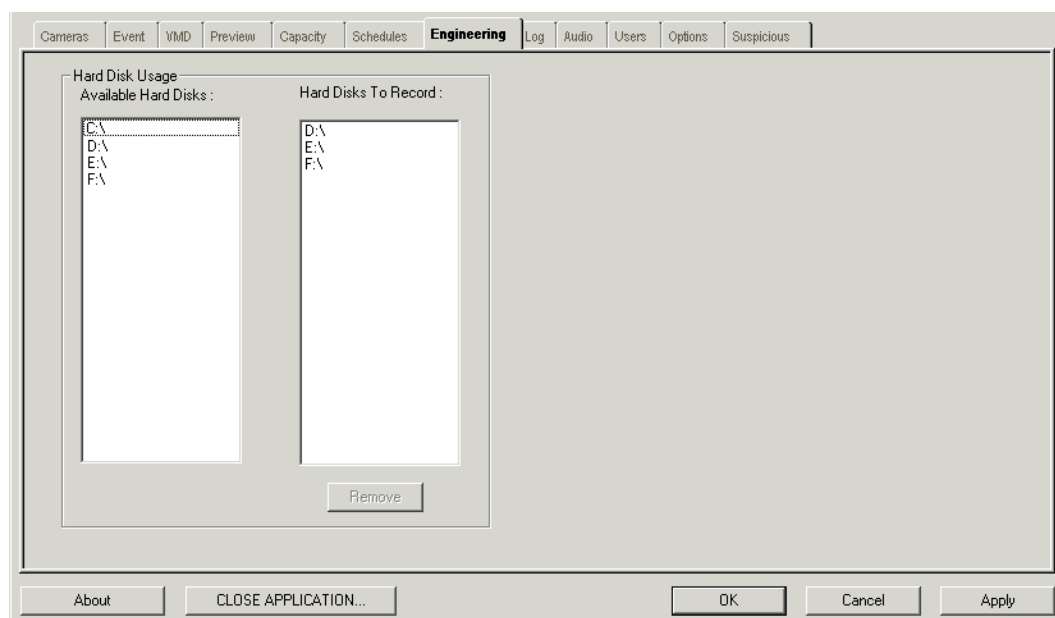 Cameras Event VMD Preview Capacity Schedules Engineering Log Audio Users Options Suspicious
Hard Disk Usage
Available Hard Disks :
C:\
D:\
E:\
F:\
Hard Disks To Record :
D:\
E:\
F:\
Remove
About CLOSE APPLICATION... OK Cancel Apply